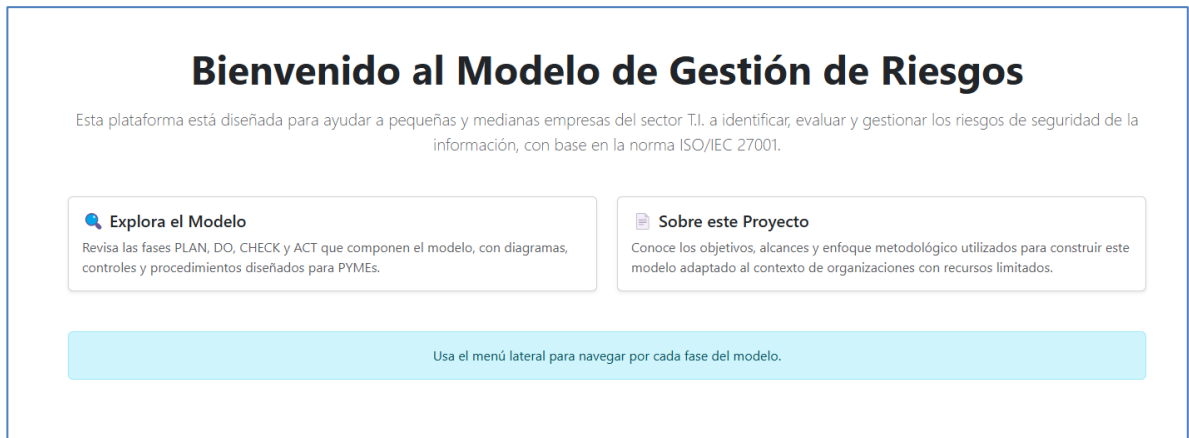 Bienvenido al Modelo de Gestión de Riesgos
Esta plataforma está diseñada para ayudar a pequeñas y medianas empresas del sector T.I. a identificar, evaluar y gestionar los riesgos de seguridad de la
información, con base en la norma ISO/IEC 27001.
Explora el Modelo
Revisa las fases PLAN, DO, CHECK y ACT que componen el modelo, con diagramas,
controles y procedimientos diseñados para PYMEs.
Sobre este Proyecto
Conoce los objetivos, alcances y enfoque metodológico utilizados para construir este
modelo adaptado al contexto de organizaciones con recursos limitados.
Usa el menú lateral para navegar por cada fase del modelo.